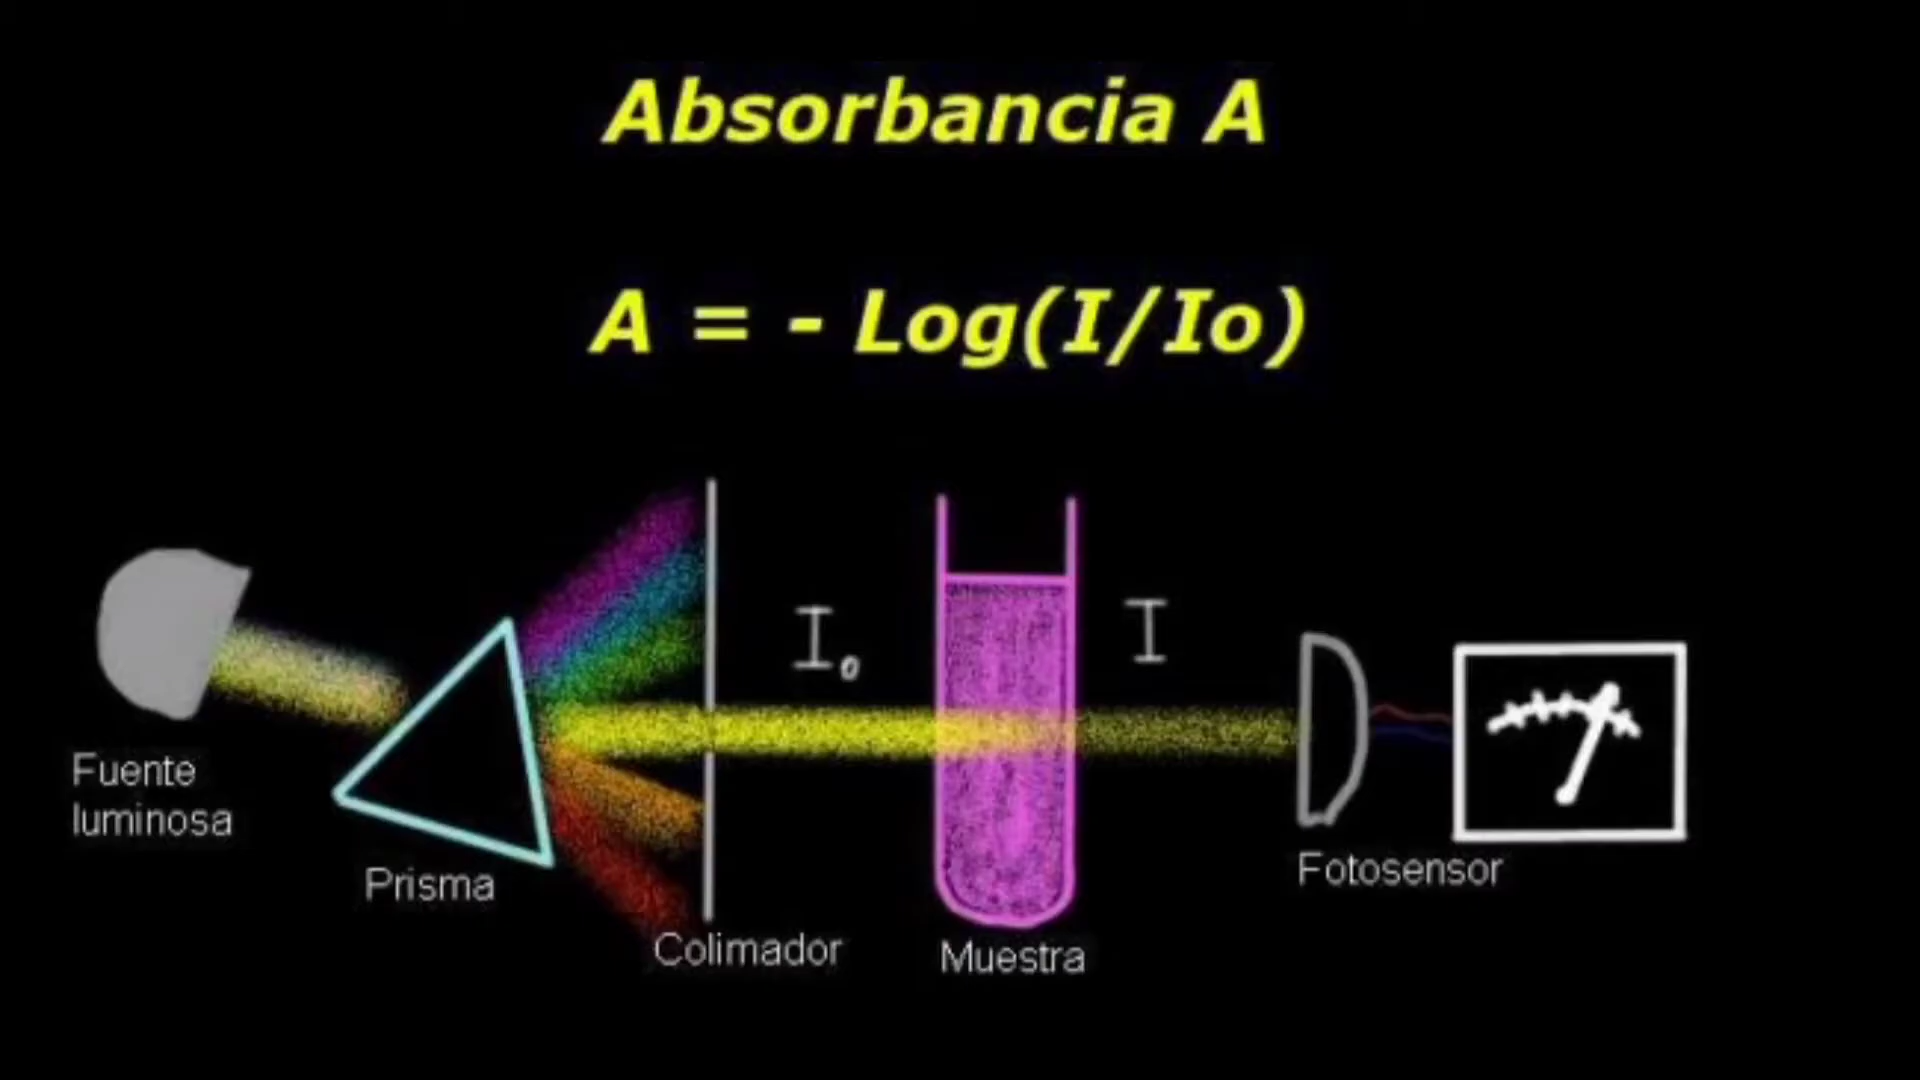 Absorbancia A
A = - Log(I/Io)
I₀
I
Fuente
luminosa
Prisma
Colimador
Muestra
Fotosensor